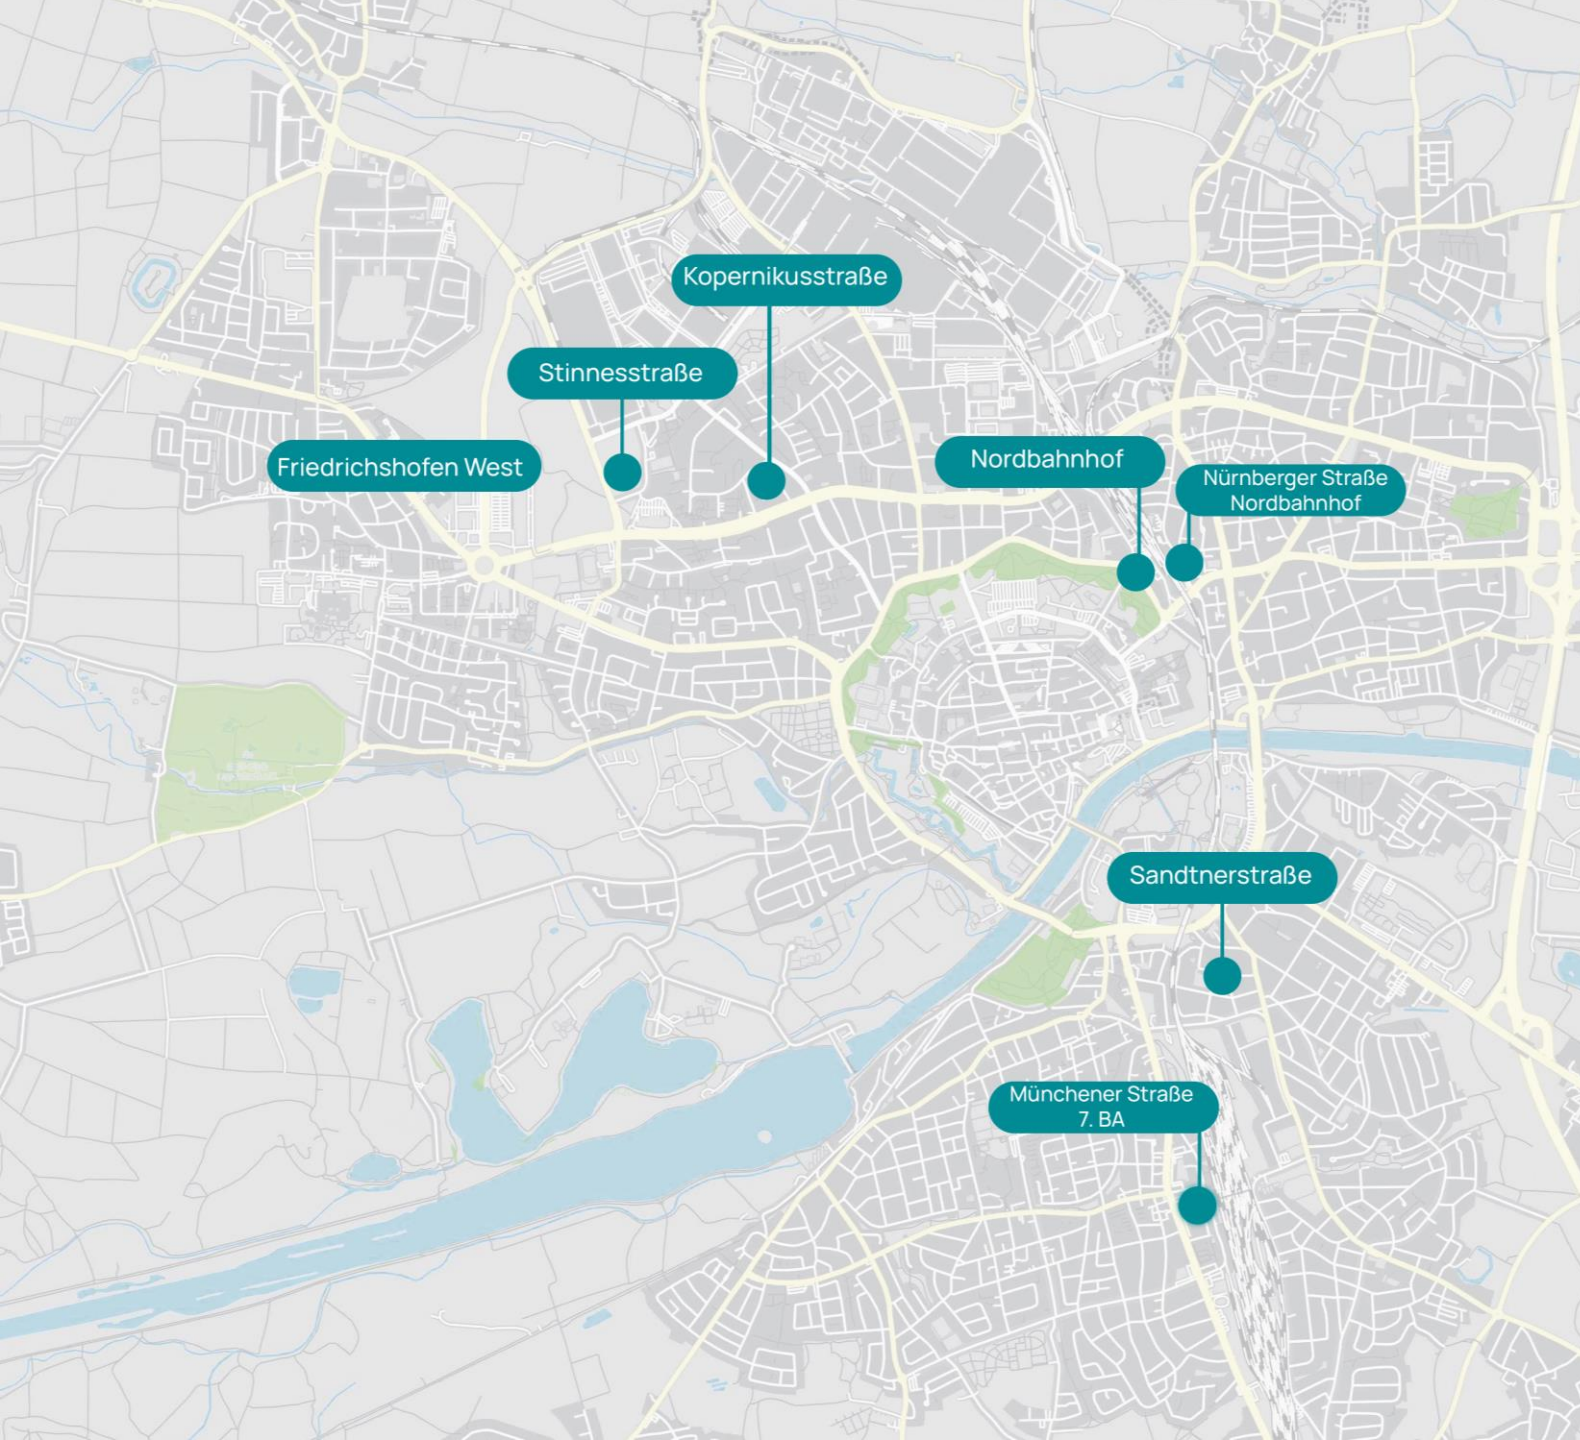 Kopernikusstraße
Stinnesstraße
Friedrichshofen West
Nordbahnhof
Nürnberger Straße
Nordbahnhof
Sandtnerstraße
Münchener Straße
7. BA